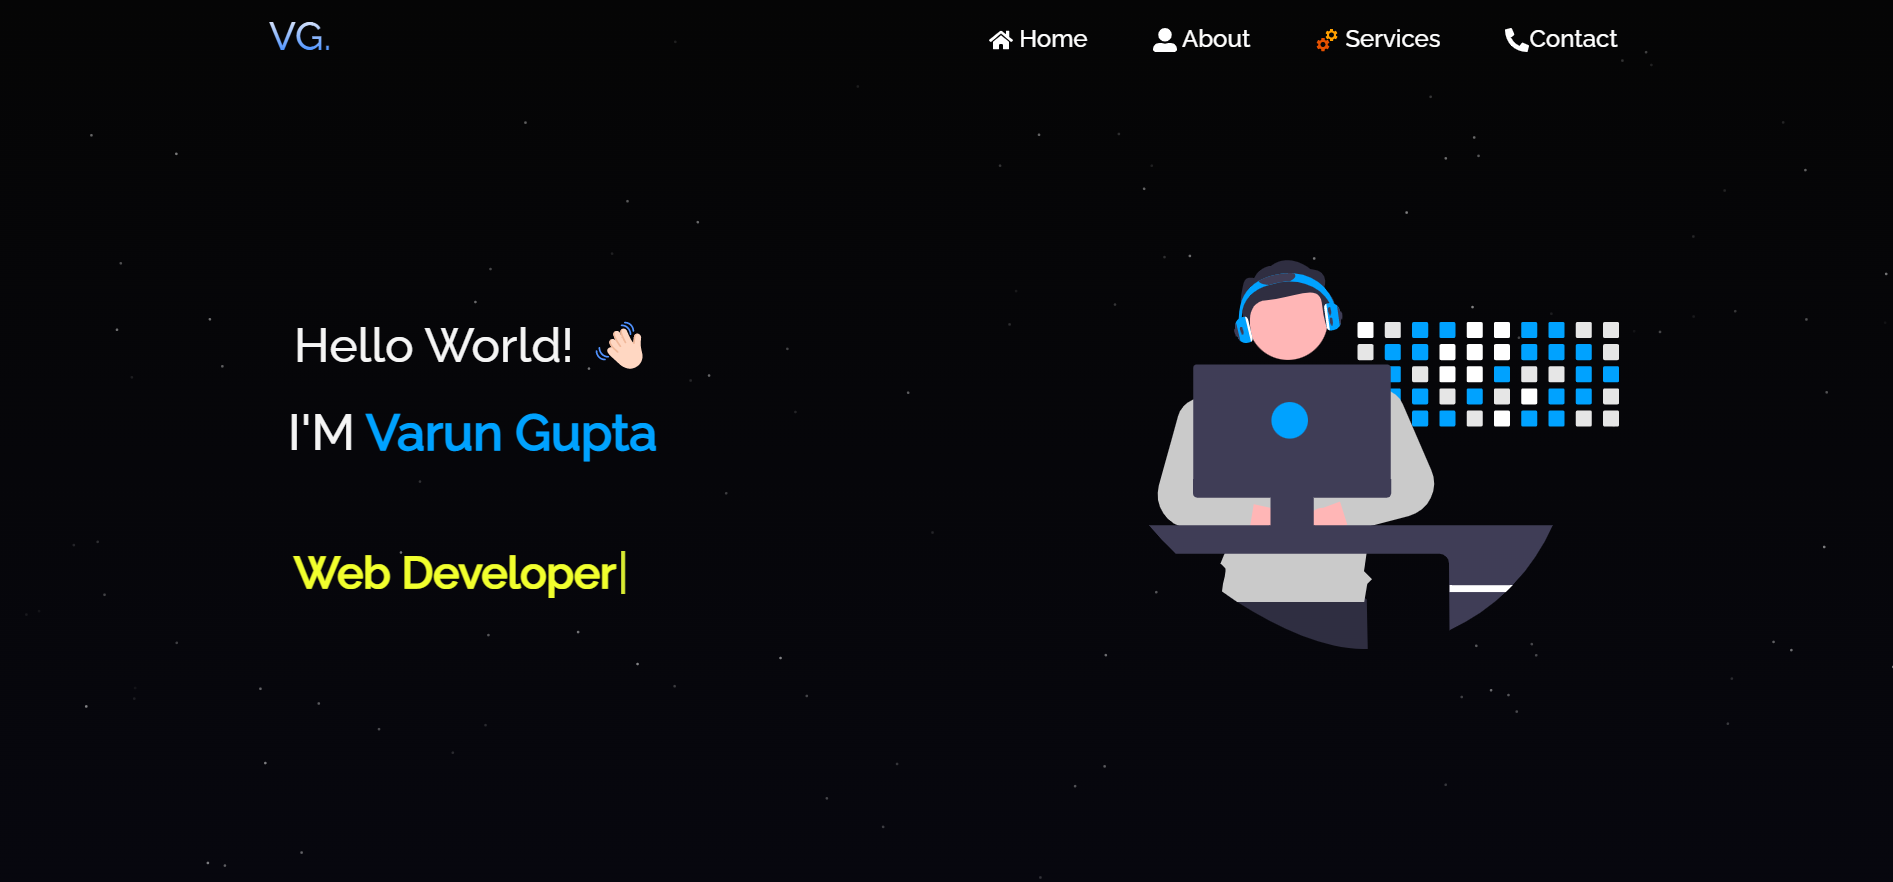 VG.
Home About Services Contact
Hello World! 👋🏻
I'M Varun Gupta
Web Developer|